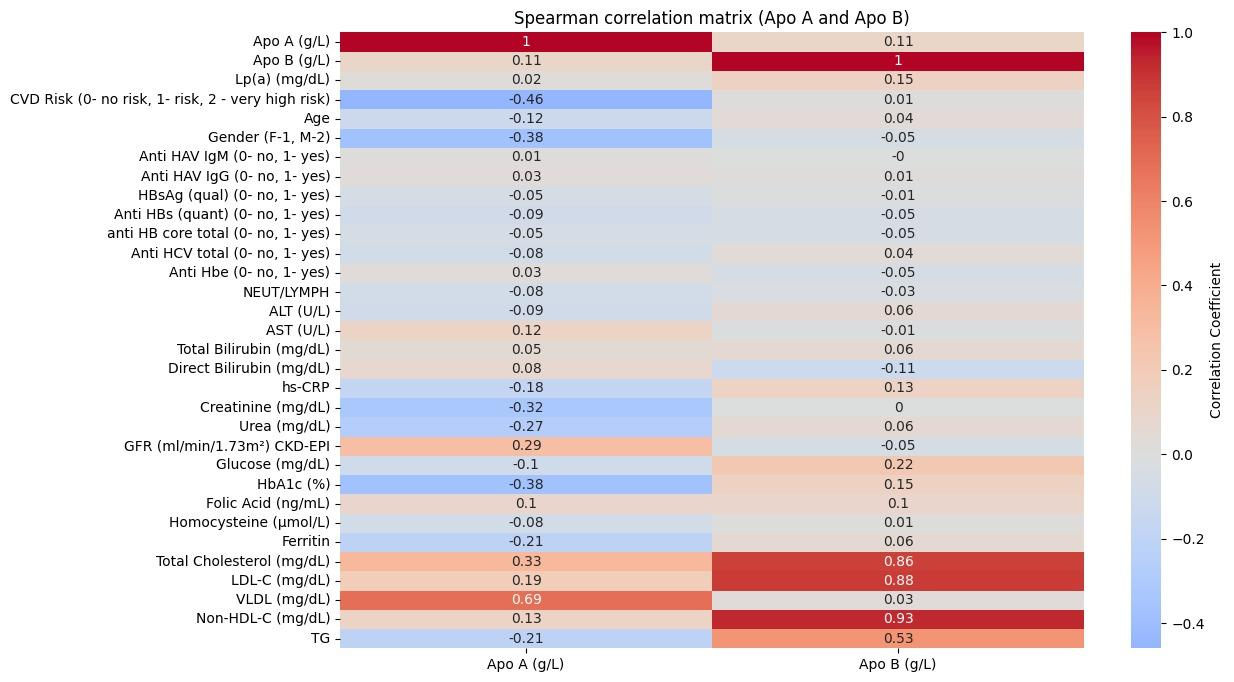 Spearman correlation matrix (Apo A and Apo B)
Apo A (g/L) 1 0.11
Apo B (g/L) 0.11 1
Lp(a) (mg/dL) 0.02 0.15
CVD Risk (0- no risk, 1- risk, 2 - very high risk) -0.46 0.01
Age -0.12 0.04
Gender (F-1, M-2) -0.38 -0.05
Anti HAV IgM (0- no, 1- yes) 0.01 -0
Anti HAV IgG (0- no, 1- yes) 0.03 0.01
HBsAg (qual) (0- no, 1- yes) -0.05 -0.01
Anti HBs (quant) (0- no, 1- yes) -0.09 -0.05
anti HB core total (0- no, 1- yes) -0.05 -0.05
Anti HCV total (0- no, 1- yes) -0.08 0.04
Anti Hbe (0- no, 1- yes) 0.03 -0.05
NEUT/LYMPH -0.08 -0.03
ALT (U/L) -0.09 0.06
AST (U/L) 0.12 -0.01
Total Bilirubin (mg/dL) 0.05 0.06
Direct Bilirubin (mg/dL) 0.08 -0.11
hs-CRP -0.18 0.13
Creatinine (mg/dL) -0.32 0
Urea (mg/dL) -0.27 0.06
GFR (ml/min/1.73m²) CKD-EPI 0.29 -0.05
Glucose (mg/dL) -0.1 0.22
HbA1c (%) -0.38 0.15
Folic Acid (ng/mL) 0.1 0.1
Homocysteine (µmol/L) -0.08 0.01
Ferritin -0.21 0.06
Total Cholesterol (mg/dL) 0.33 0.86
LDL-C (mg/dL) 0.19 0.88
VLDL (mg/dL) 0.69 0.03
Non-HDL-C (mg/dL) 0.13 0.93
TG -0.21 0.53
Apo A (g/L) Apo B (g/L)
1.0
0.8
0.6
0.4
0.2
0.0
−0.2
−0.4
Correlation Coefficient